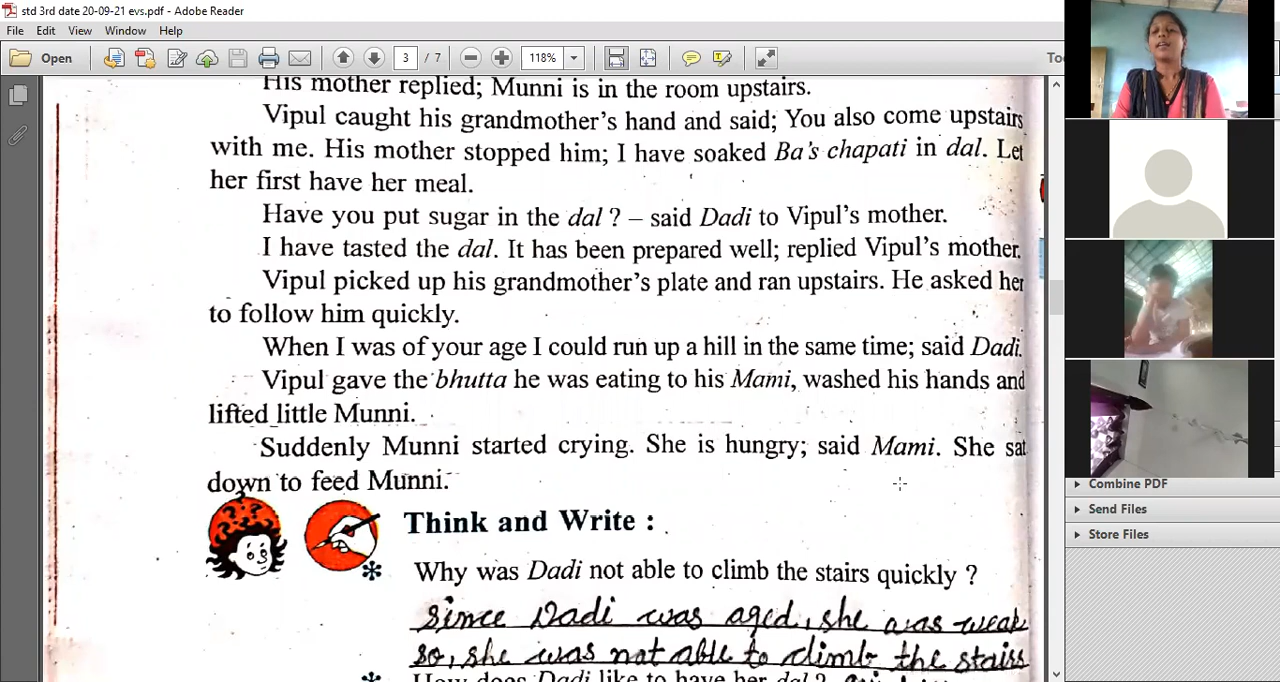 std 3rd date 20-09-21 evs.pdf - Adobe Reader
File Edit View Window Help
Open 3 / 7 118%
His mother replied; Munni is in the room upstairs.
Vipul caught his grandmother's hand and said; You also come upstairs
with me. His mother stopped him; I have soaked Ba's chapati in dal. Let
her first have her meal.
Have you put sugar in the dal ? – said Dadi to Vipul's mother.
I have tasted the dal. It has been prepared well; replied Vipul's mother.
Vipul picked up his grandmother's plate and ran upstairs. He asked her
to follow him quickly.
When I was of your age I could run up a hill in the same time; said Dadi.
Vipul gave the bhutta he was eating to his Mami, washed his hands and
lifted little Munni.
Suddenly Munni started crying. She is hungry; said Mami. She sat
down to feed Munni.
Think and Write :
* Why was Dadi not able to climb the stairs quickly ?
Since Dadi was aged, she was weak
so, she was not able to climb the stairs
* How does Dadi like to have her dal ?
Combine PDF
Send Files
Store Files